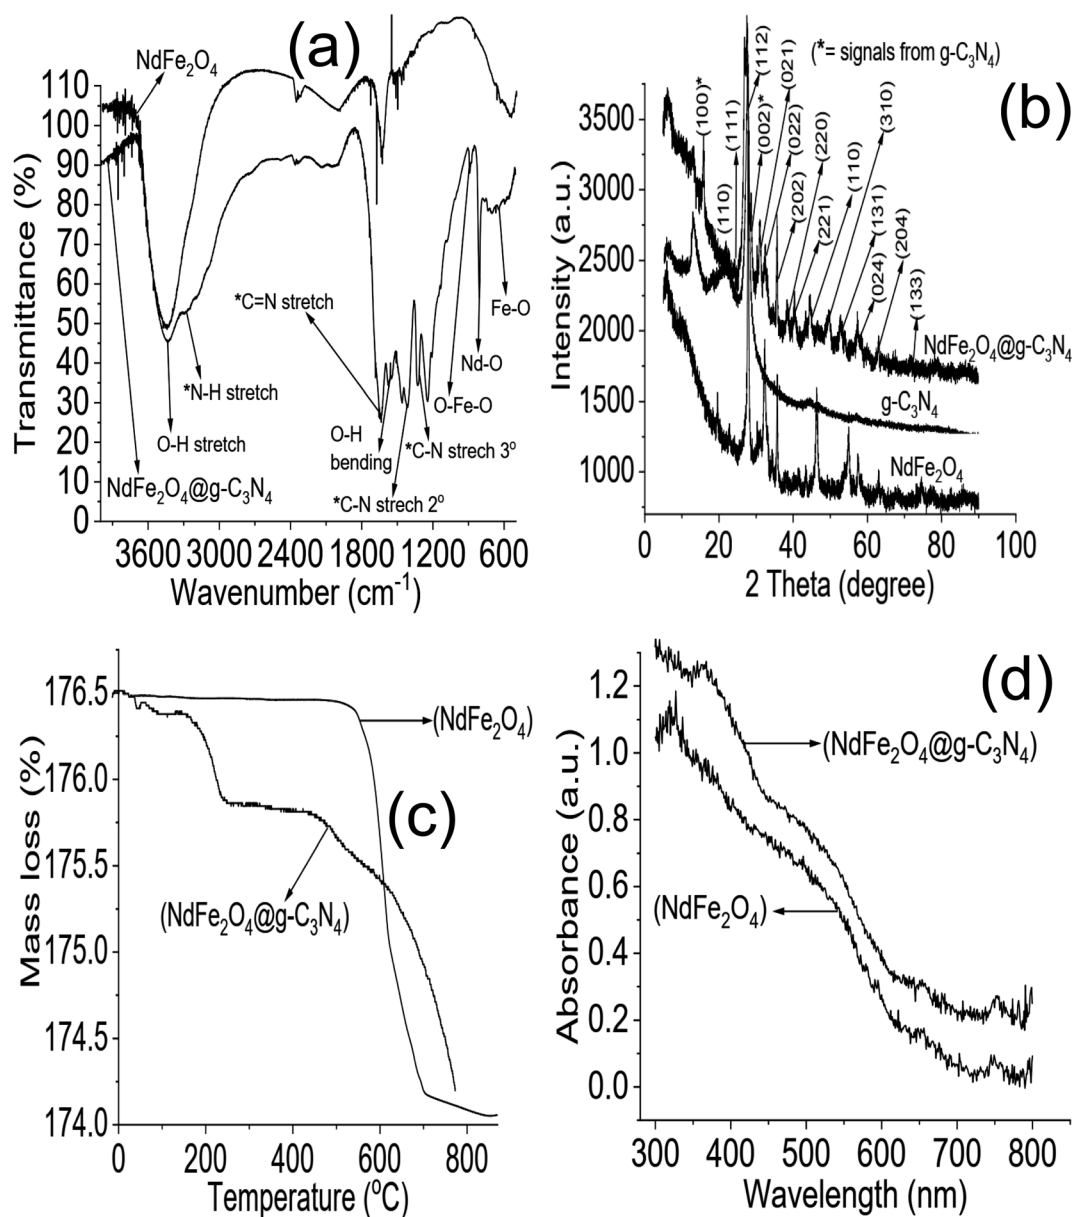 (a)
NdFe₂O₄
110
100
90
80
70
60
50
40
30
20
10
0
Transmittance (%)
*C=N stretch
*N-H stretch
O-H stretch
NdFe₂O₄@g-C₃N₄
O-H
bending
*C-N strech 2°
*C-N strech 3°
O-Fe-O
Nd-O
Fe-O
3600 3000 2400 1800 1200 600
Wavenumber (cm⁻¹)
(b)
(*= signals from g-C₃N₄)
3500
3000
2500
2000
1500
1000
Intensity (a.u.)
(100)*
(110)
(111)
(002)*
(112)
(021)
(022)
(202)
(220)
(221)
(110)
(310)
(131)
(024)
(204)
(133)
NdFe₂O₄@g-C₃N₄
g-C₃N₄
NdFe₂O₄
0 20 40 60 80 100
2 Theta (degree)
(c)
176.5
176.0
175.5
175.0
174.5
174.0
Mass loss (%)
(NdFe₂O₄)
(NdFe₂O₄@g-C₃N₄)
0 200 400 600 800
Temperature (°C)
(d)
1.2
1.0
0.8
0.6
0.4
0.2
0.0
Absorbance (a.u.)
(NdFe₂O₄@g-C₃N₄)
(NdFe₂O₄)
300 400 500 600 700 800
Wavelength (nm)